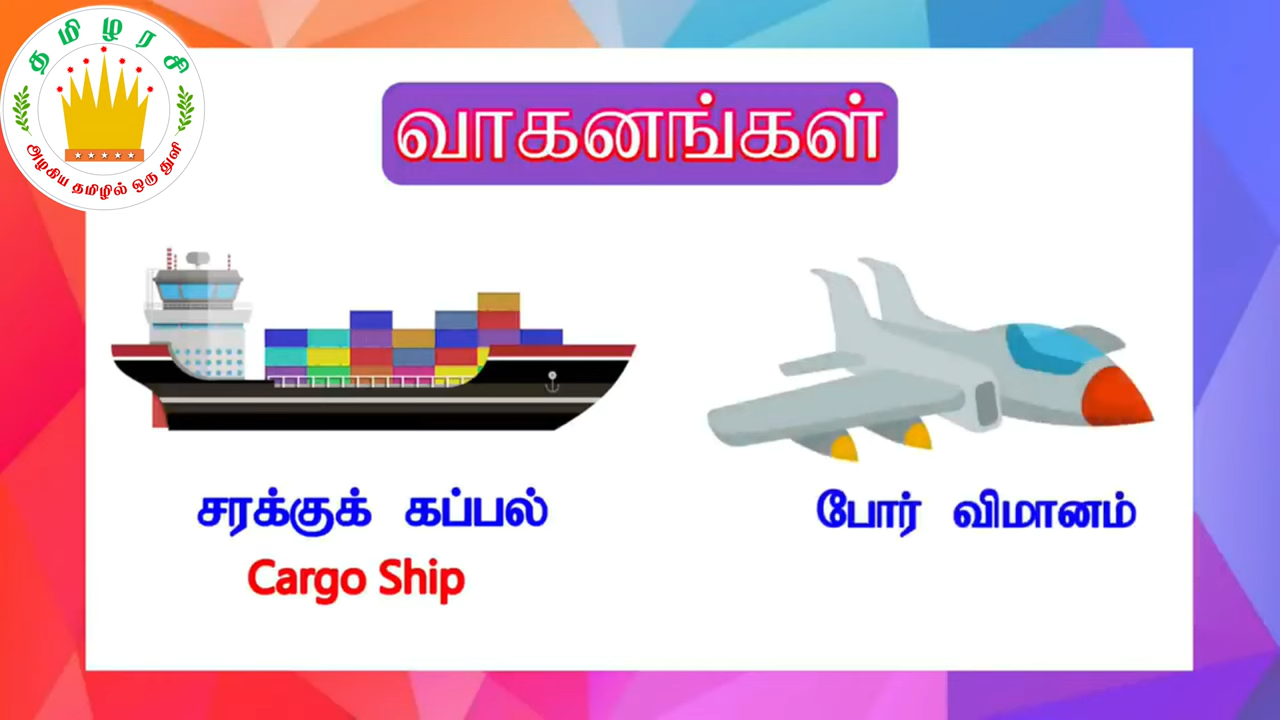 தமிழரசி
அழகிய தமிழில் ஒரு துளி
வாகனங்கள்
சரக்குக் கப்பல்
Cargo Ship
போர் விமானம்